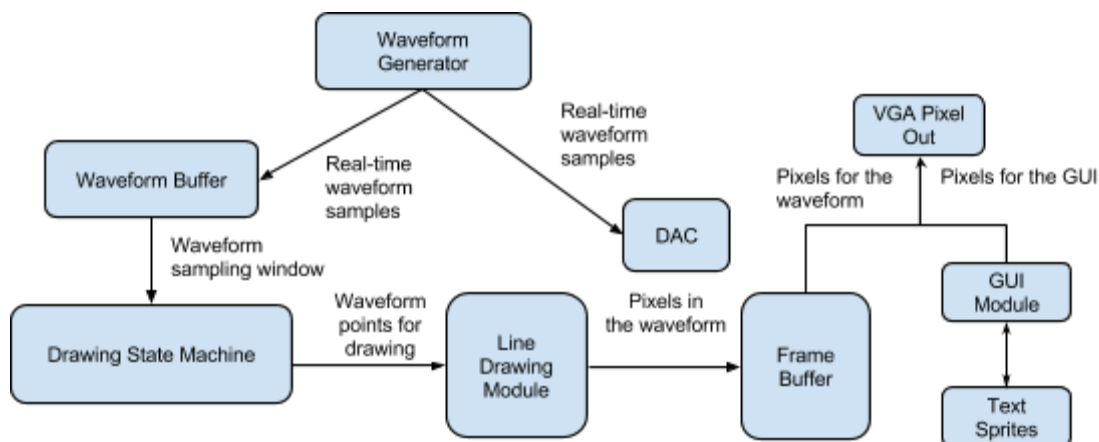 Waveform
Generator
Real-time
waveform
samples
VGA Pixel
Out
Waveform Buffer
Real-time
waveform
samples
Pixels for the
waveform
Pixels for the GUI
DAC
Waveform
sampling window
GUI
Module
Drawing State Machine
Waveform
points for
drawing
Line
Drawing
Module
Pixels in
the waveform
Frame
Buffer
Text
Sprites